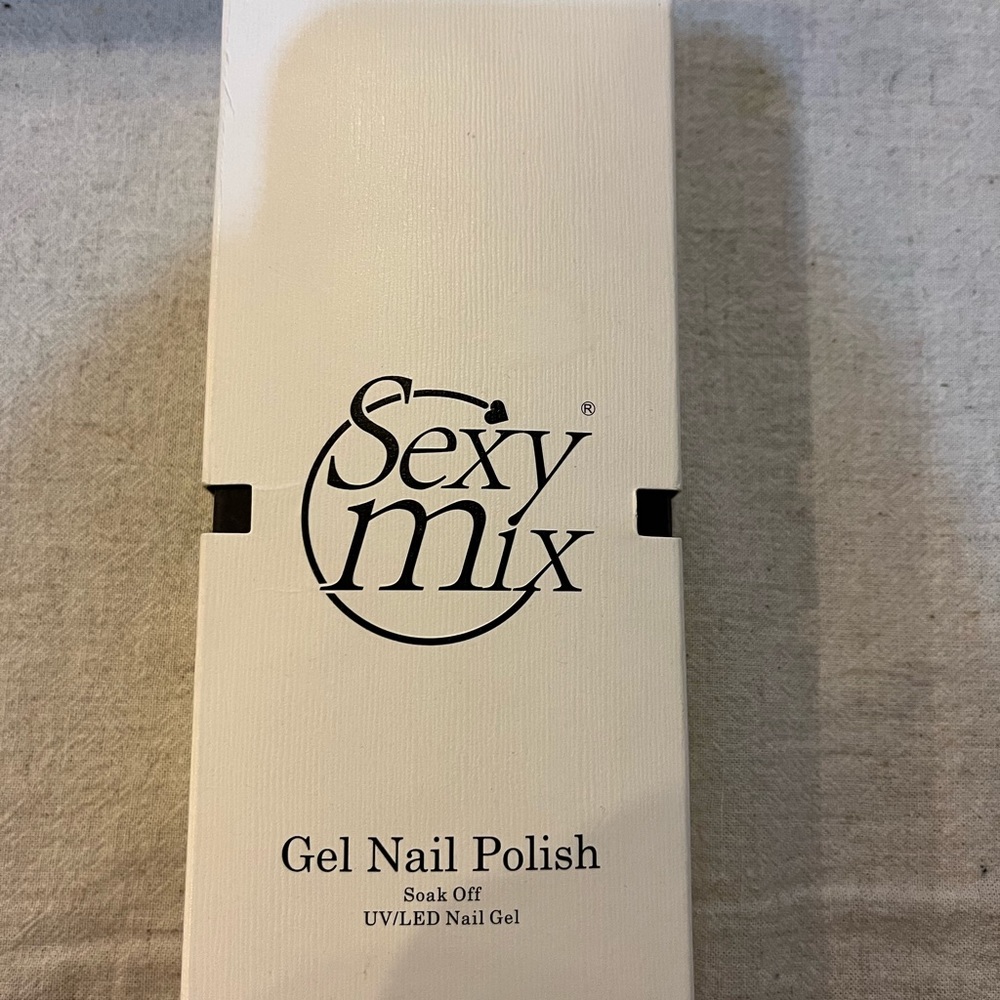 Sexy ®
mix
Gel Nail Polish
Soak Off
UV/LED Nail Gel